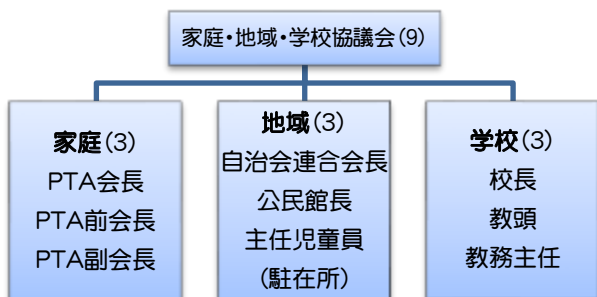 家庭・地域・学校協議会(9)
家庭(3)
PTA会長
PTA前会長
PTA副会長
地域(3)
自治会連合会長
公民館長
主任児童員
(駐在所)
学校(3)
校長
教頭
教務主任